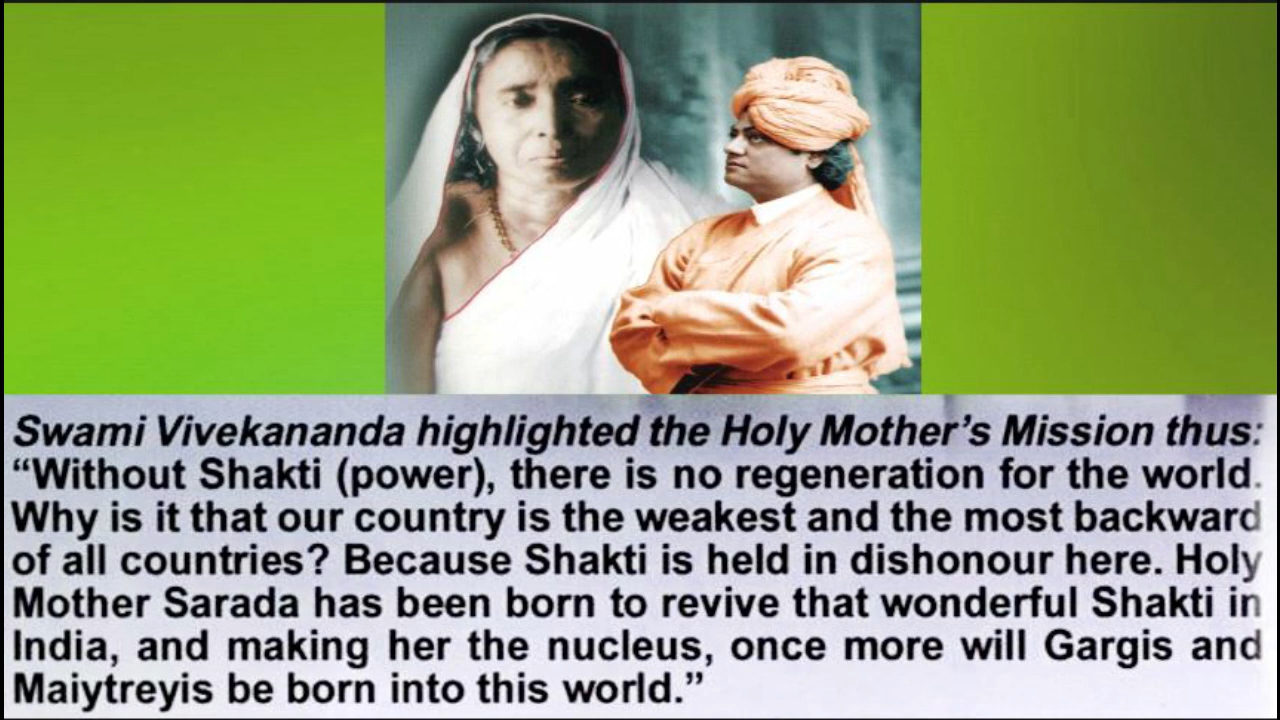 Swami Vivekananda highlighted the Holy Mother’s Mission thus:
“Without Shakti (power), there is no regeneration for the world.
Why is it that our country is the weakest and the most backward
of all countries? Because Shakti is held in dishonour here. Holy
Mother Sarada has been born to revive that wonderful Shakti in
India, and making her the nucleus, once more will Gargis and
Maiytreyis be born into this world.”